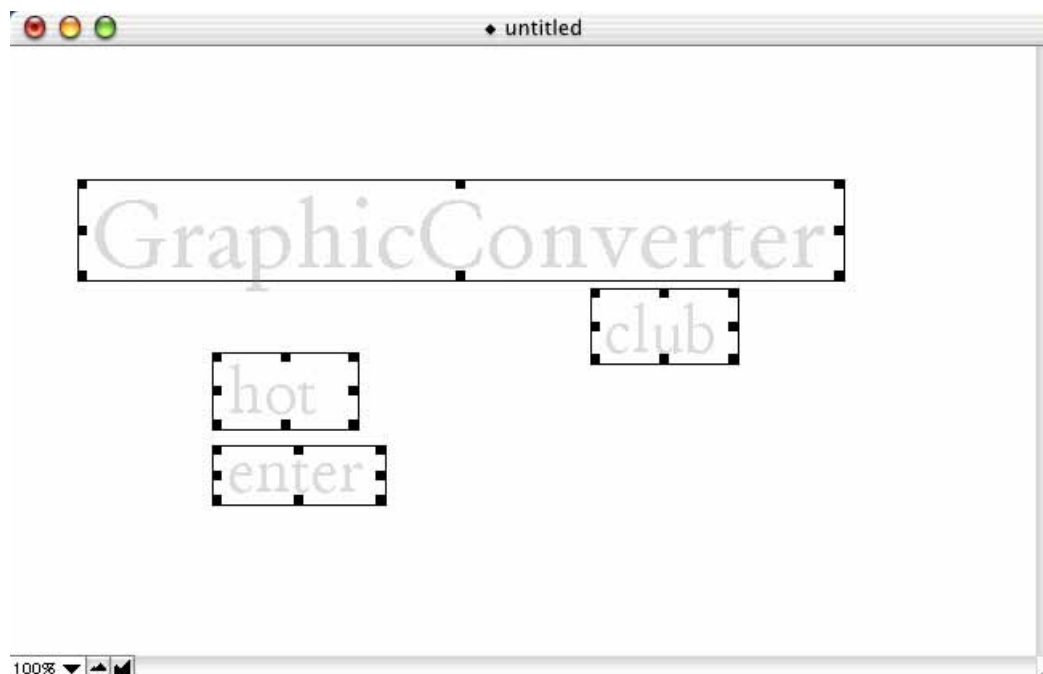 ◆ untitled
GraphicConverter
club
hot
enter
100%